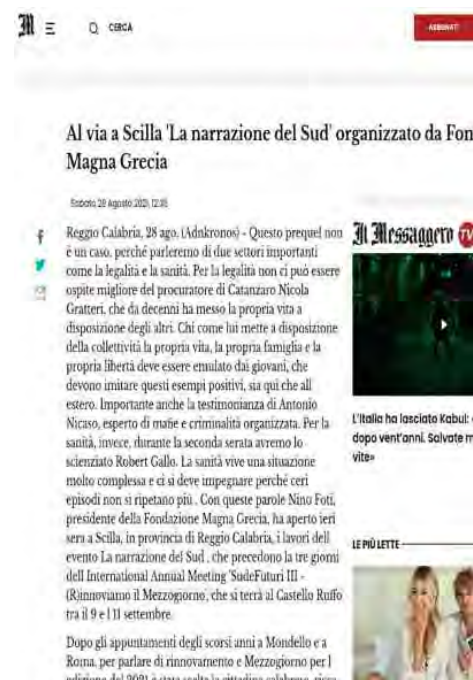 M
CERCA
ABBONATI
Al via a Scilla 'La narrazione del Sud' organizzato da Fon
Magna Grecia
Sabato 28 Agosto 2021, 12:35
Reggio Calabria, 28 ago. (Adnkronos) - Questo prequel non
è un caso, perché parleremo di due settori importanti
come la legalità e la sanità. Per la legalità non ci può essere
ospite migliore del procuratore di Catanzaro Nicola
Gratteri, che da decenni ha messo la propria vita a
disposizione degli altri. Chi come lui mette a disposizione
della collettività la propria vita, la propria famiglia e la
propria libertà deve essere emulato dai giovani, che
devono imitare questi esempi positivi, sia qui che all
estero. Importante anche la testimonianza di Antonio
Nicaso, esperto di mafie e criminalità organizzata. Per la
sanità, invece, durante la seconda serata avremo lo
scienziato Robert Gallo. La sanità vive una situazione
molto complessa e ci si deve impegnare perché ceri
episodi non si ripetano più . Con queste parole Nino Foti,
presidente della Fondazione Magna Grecia, ha aperto ieri
sera a Scilla, in provincia di Reggio Calabria, i lavori dell
evento La narrazione del Sud , che precedono la tre giorni
dell International Annual Meeting 'SudeFuturi III -
(R)innoviamo il Mezzogiorno', che si terrà al Castello Ruffo
tra il 9 e l 11 settembre.
Dopo gli appuntamenti degli scorsi anni a Mondello e a
Roma, per parlare di rinnovamento e Mezzogiorno per l
edizione del 2021 è stata scelta la cittadina calabrese,
Il Messaggero TV
L'Italia ha lasciato Kabul:
dopo vent'anni. Salvate
vite»
LE PIÙ LETTE